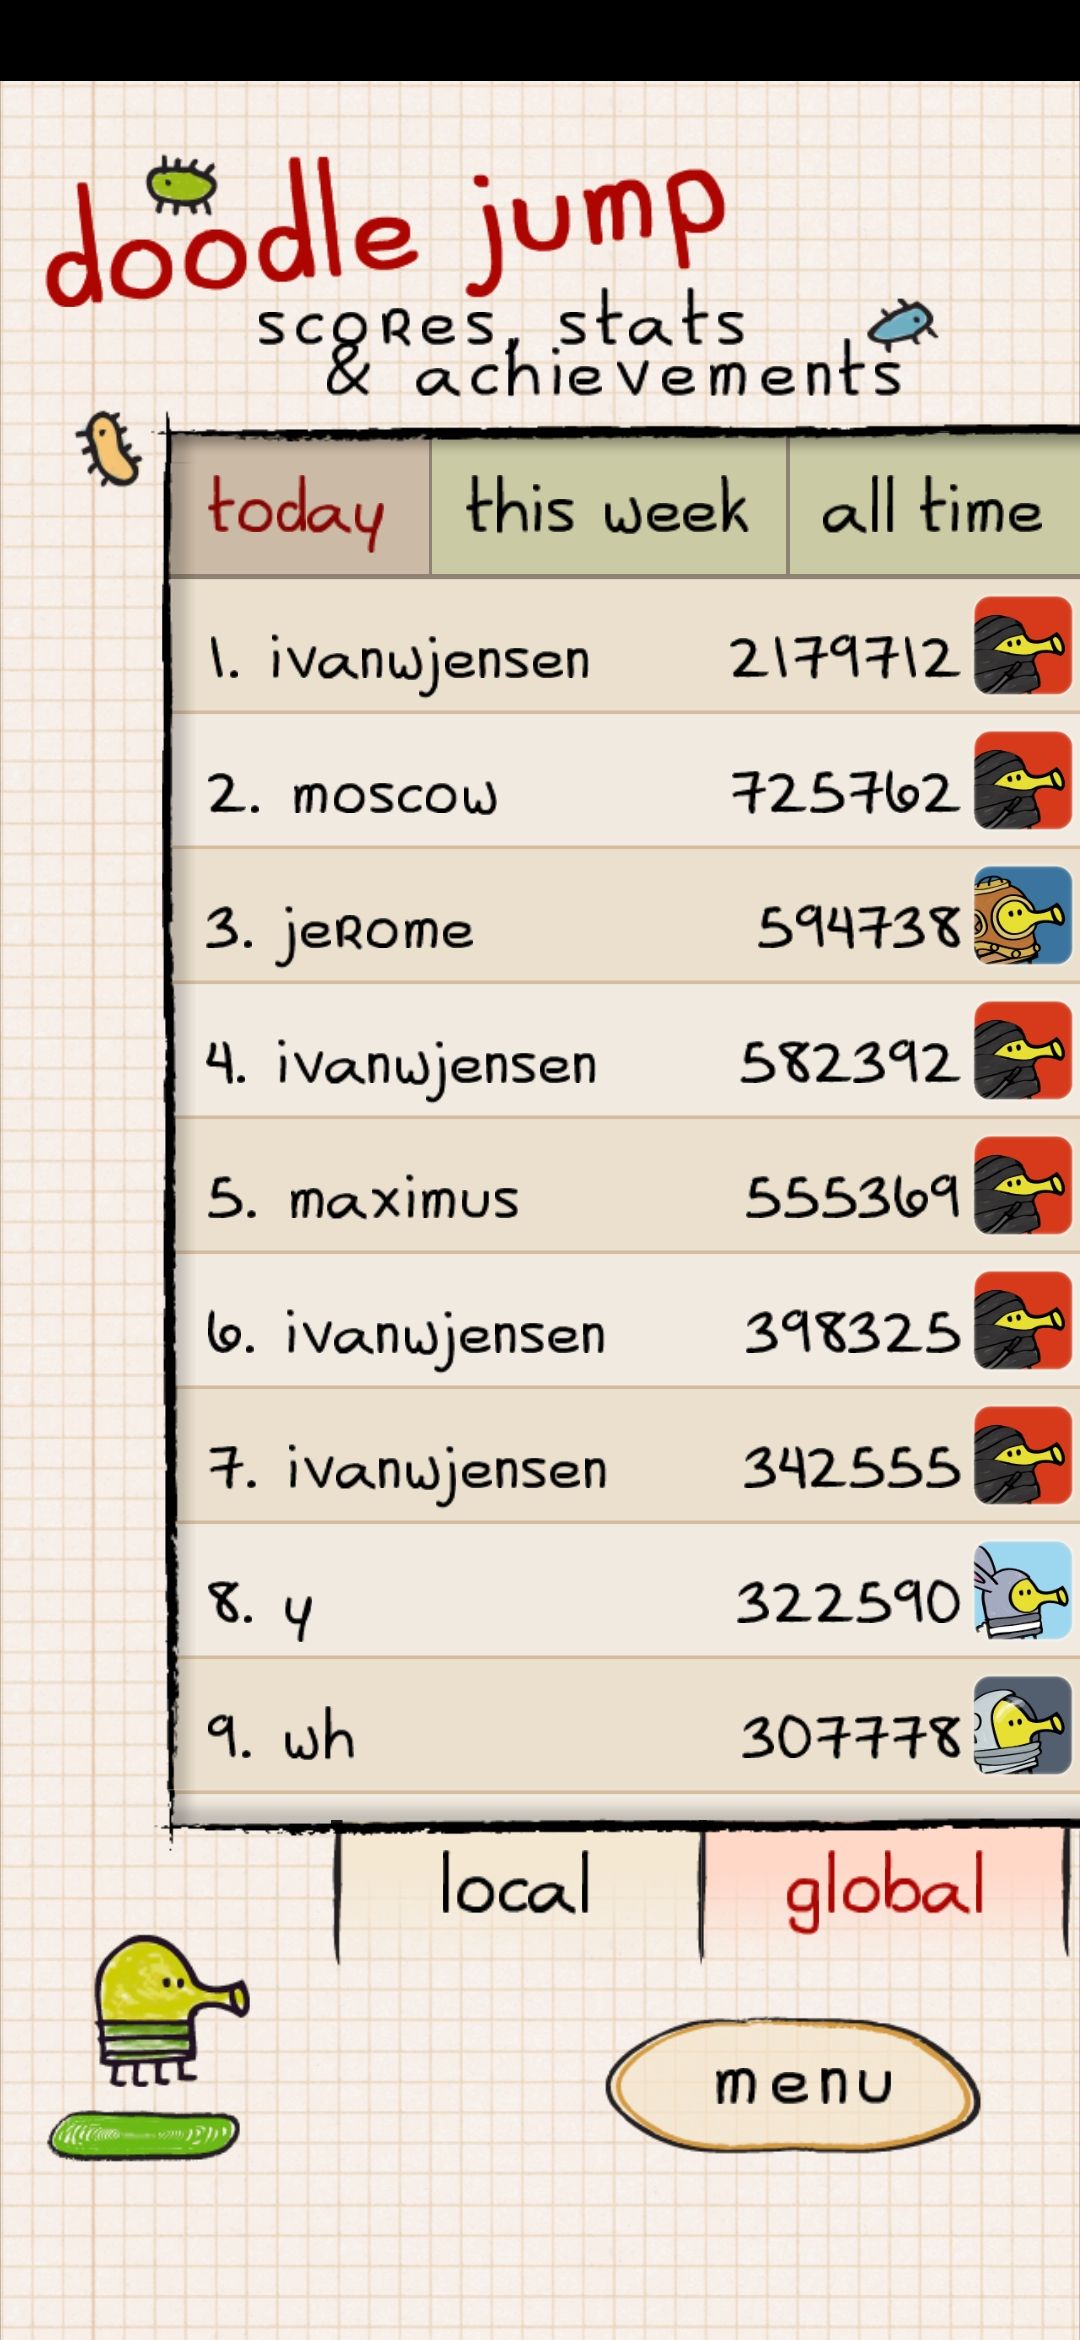 doodle jump
scores, stats
& achievements
today this week all time
1. ivanwjensen 2179712
2. moscow 725762
3. jerome 594738
4. ivanwjensen 582392
5. maximus 555369
6. ivanwjensen 398325
7. ivanwjensen 342555
8. y 322590
9. wh 307778
local global
menu